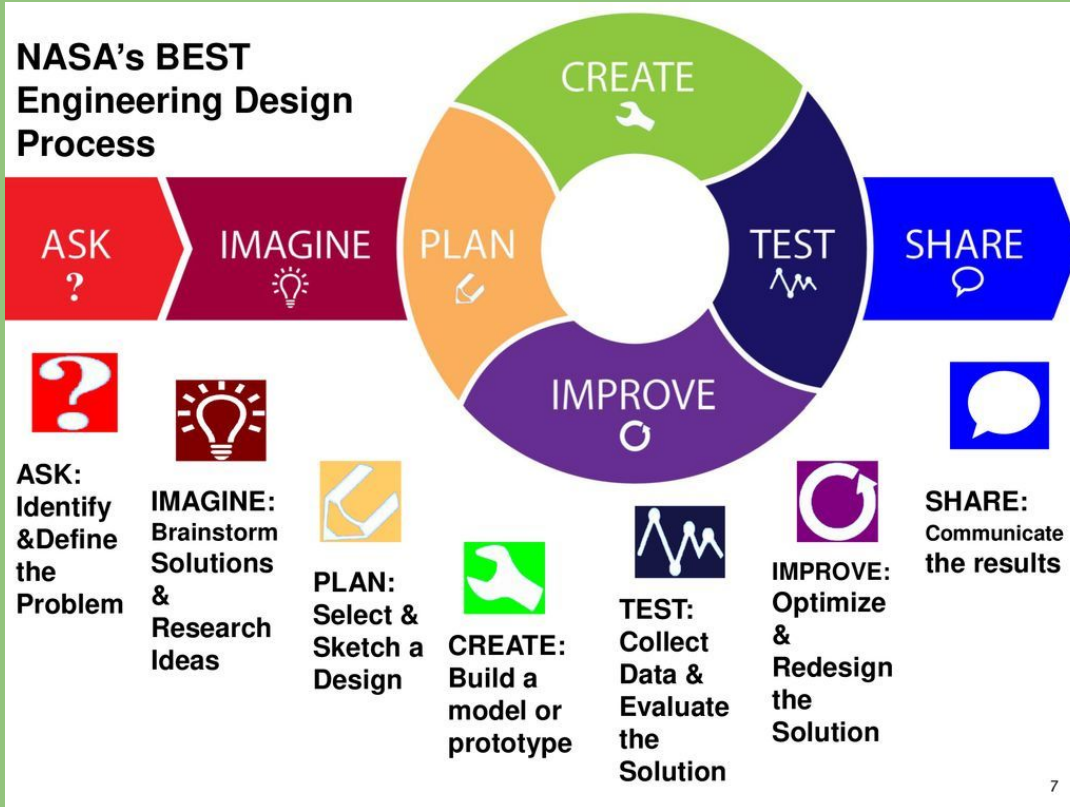 NASA's BEST
Engineering Design
Process
CREATE
ASK
?
IMAGINE
PLAN
TEST
SHARE
IMPROVE
?
ASK:
Identify
&Define
the
Problem
IMAGINE:
Brainstorm
Solutions
&
Research
Ideas
PLAN:
Select &
Sketch a
Design
CREATE:
Build a
model or
prototype
TEST:
Collect
Data &
Evaluate
the
Solution
IMPROVE:
Optimize
&
Redesign
the
Solution
SHARE:
Communicate
the results
7